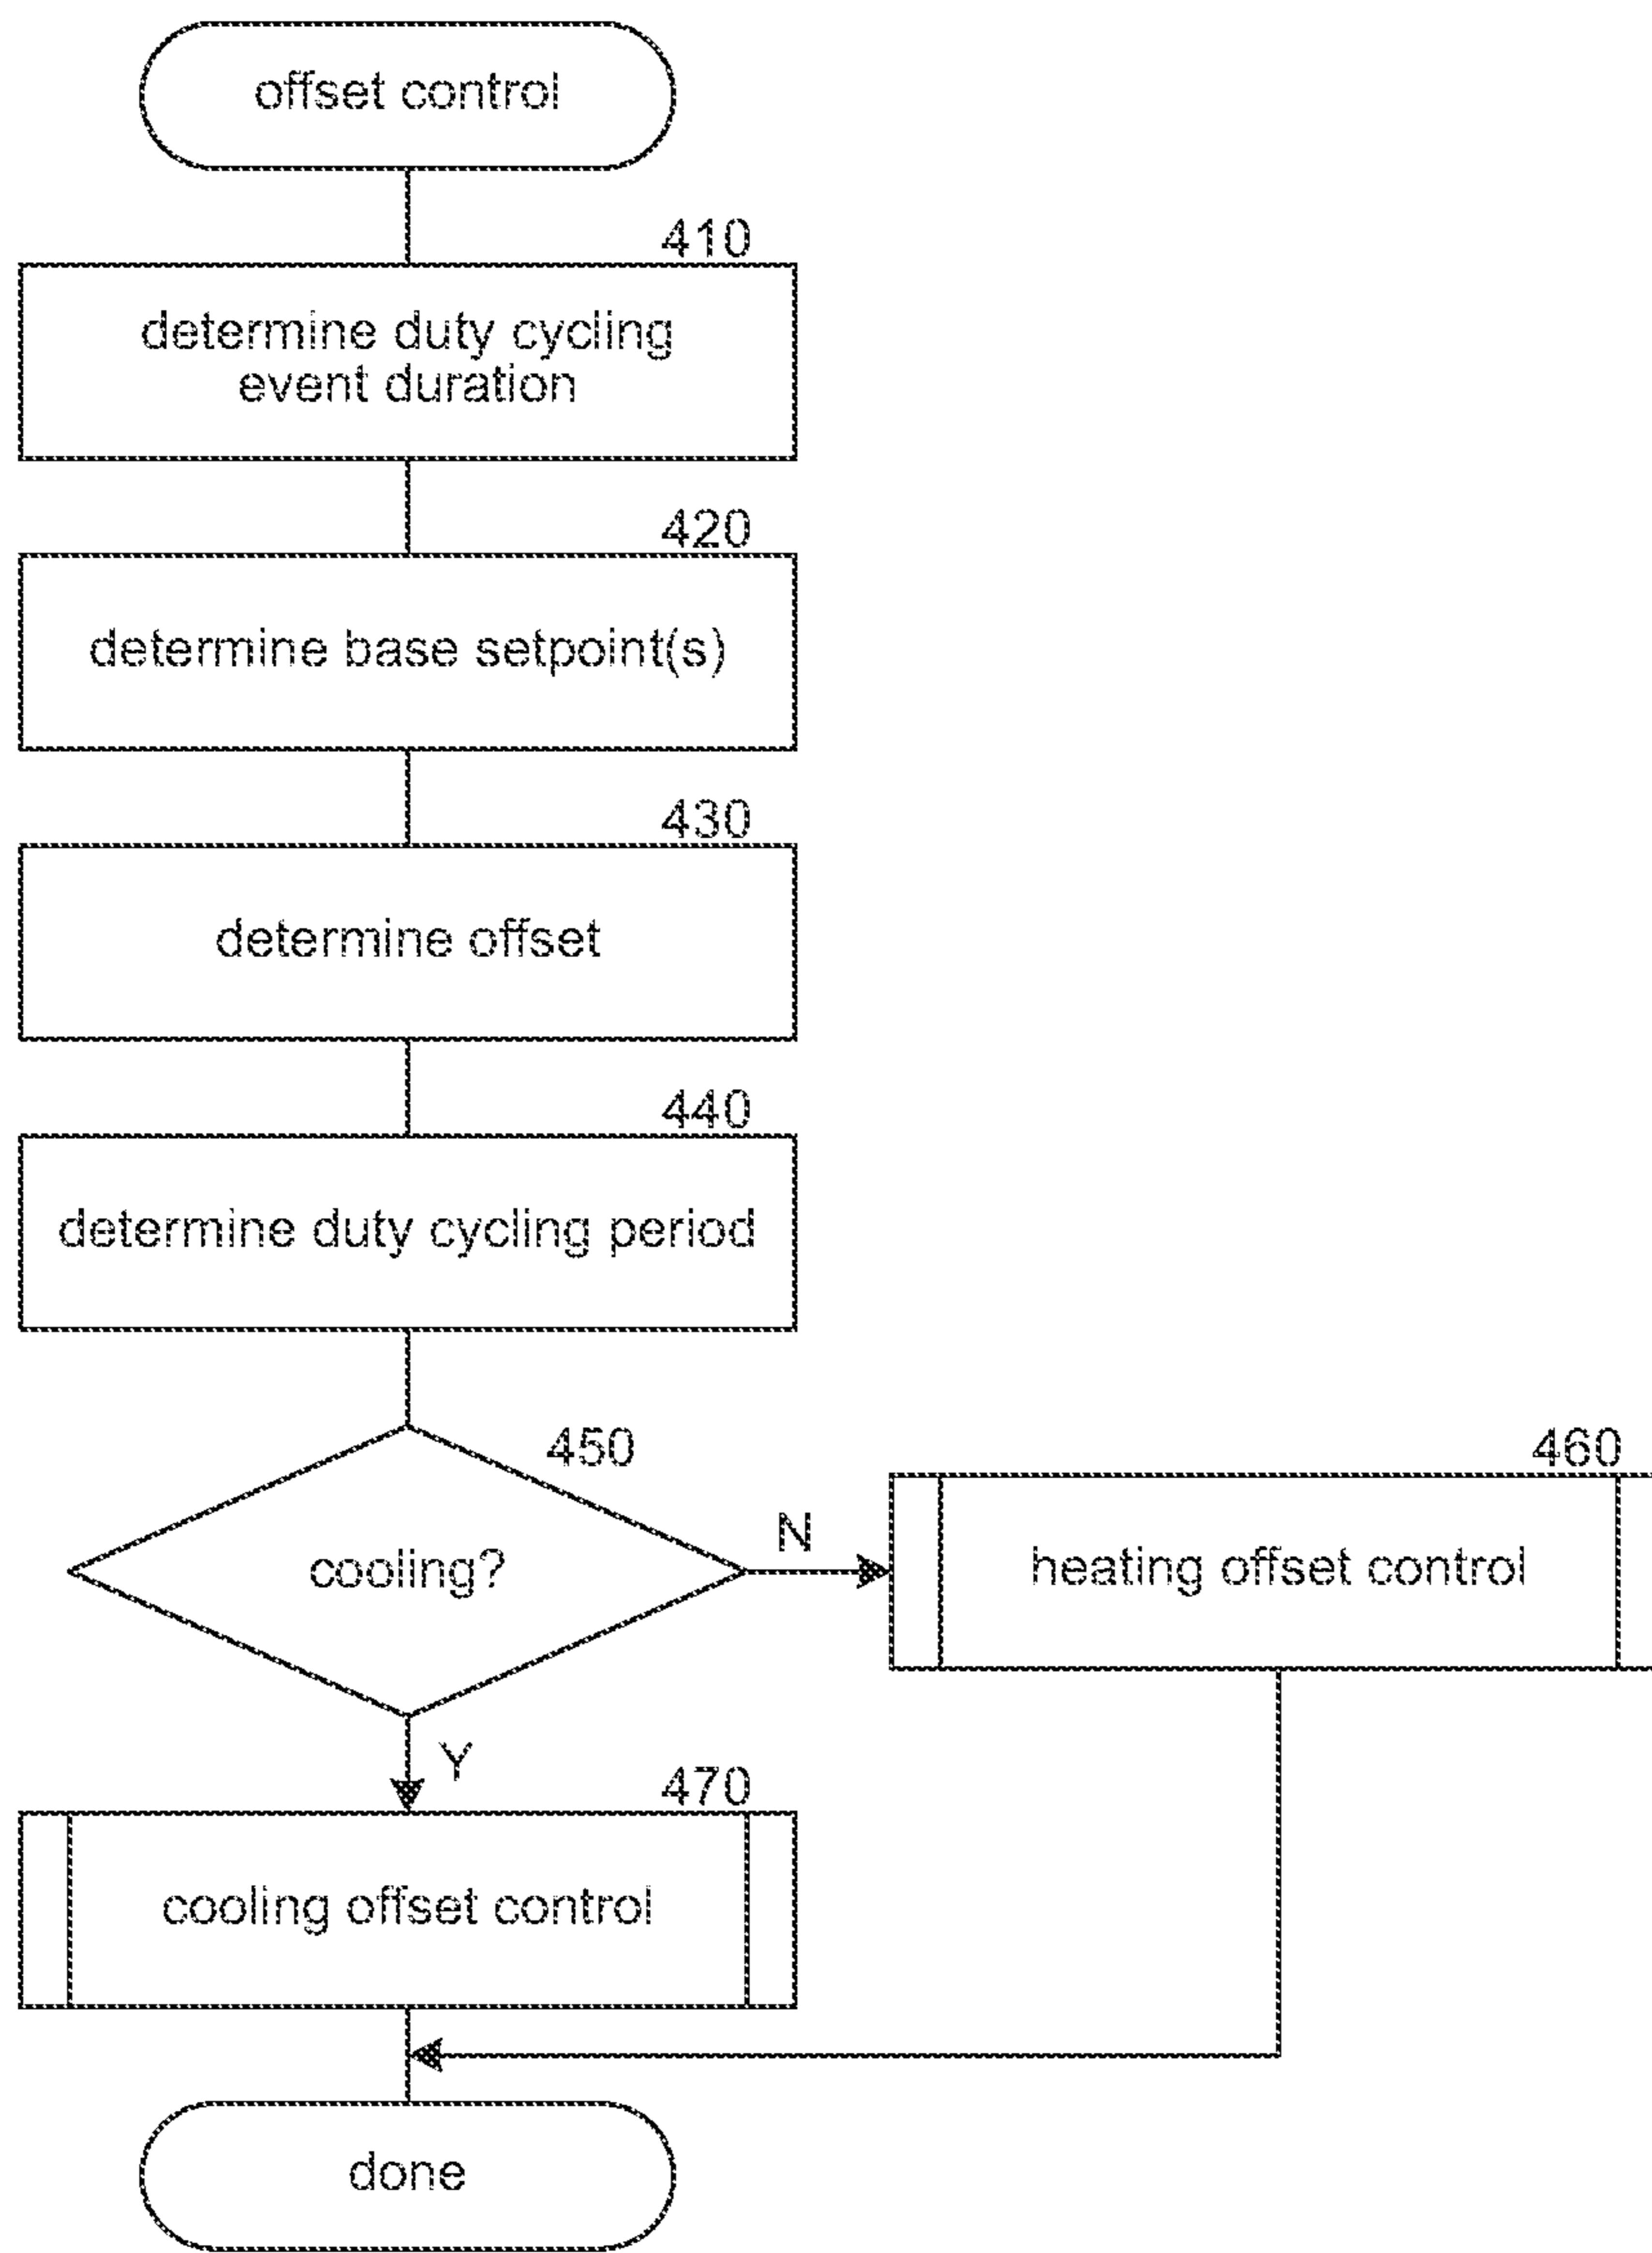 offset control
410
determine duty cycling
event duration
420
determine base setpoint(s)
430
determine offset
440
determine duty cycling period
450
cooling?
N
460
heating offset control
Y
470
cooling offset control
done